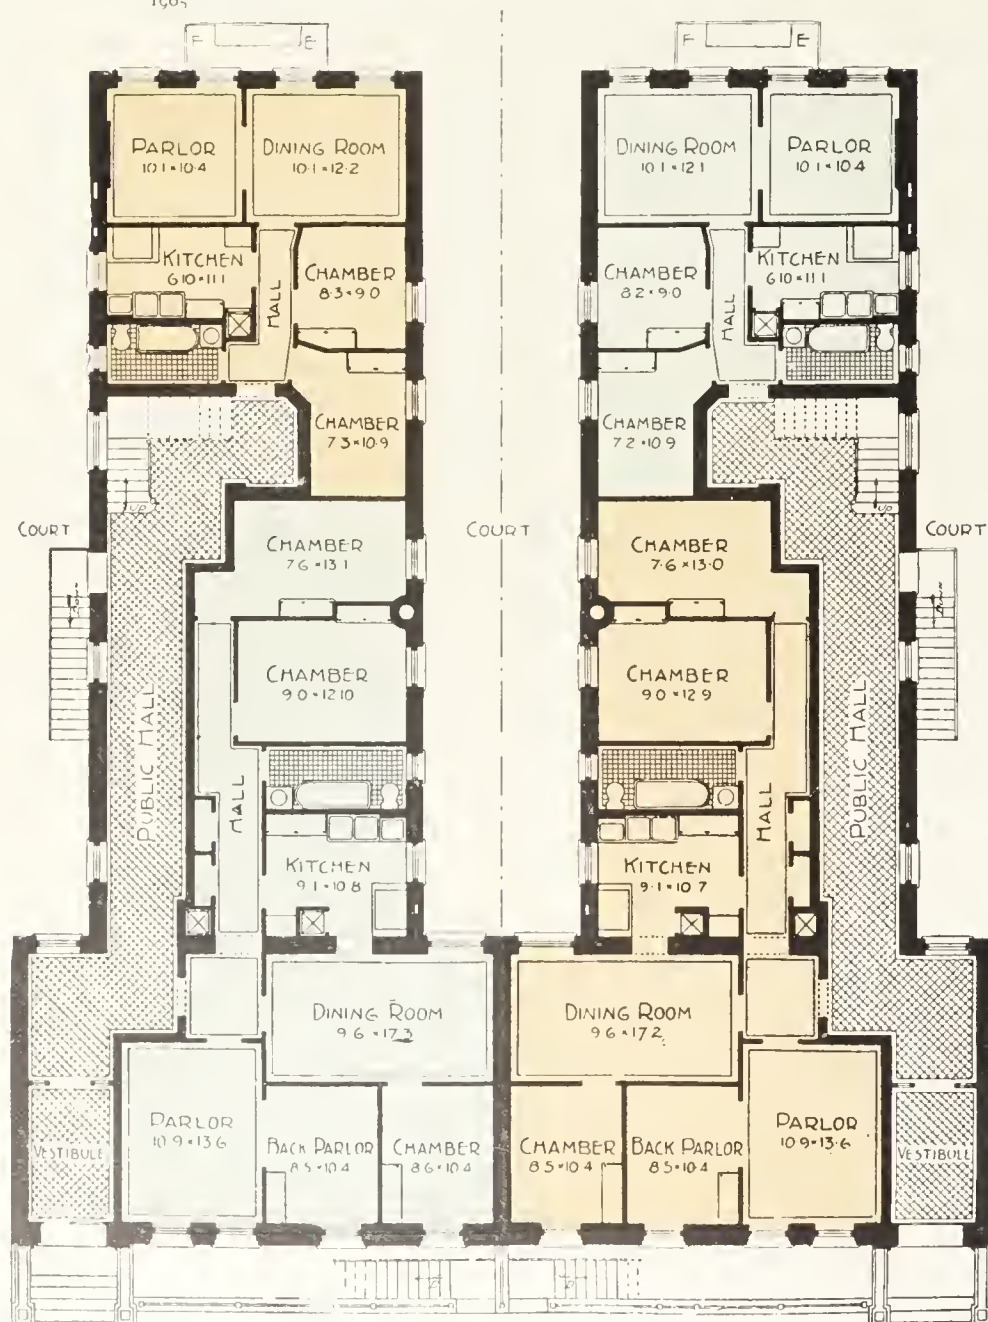 1905
F E
F E
PARLOR
10·1×10·4
DINING ROOM
10·1×12·2
DINING ROOM
10·1×12·1
PARLOR
10·1×10·4
KITCHEN
6·10×11·1
HALL
CHAMBER
8·3×9·0
CHAMBER
8·2×9·0
HALL
KITCHEN
6·10×11·1
CHAMBER
7·3×10·9
CHAMBER
7·2×10·9
UP
UP
COURT
COURT
COURT
CHAMBER
7·6×13·1
CHAMBER
7·6×13·0
DOWN
DOWN
CHAMBER
9·0×12·10
CHAMBER
9·0×12·9
PUBLIC HALL
HALL
HALL
PUBLIC HALL
KITCHEN
9·1×10·8
KITCHEN
9·1×10·7
DINING ROOM
9·6×17·3
DINING ROOM
9·6×17·2
PARLOR
10·9×13·6
BACK PARLOR
8·5×10·4
CHAMBER
8·6×10·4
CHAMBER
8·5×10·4
BACK PARLOR
8·5×10·4
PARLOR
10·9×13·6
VESTIBULE
VESTIBULE